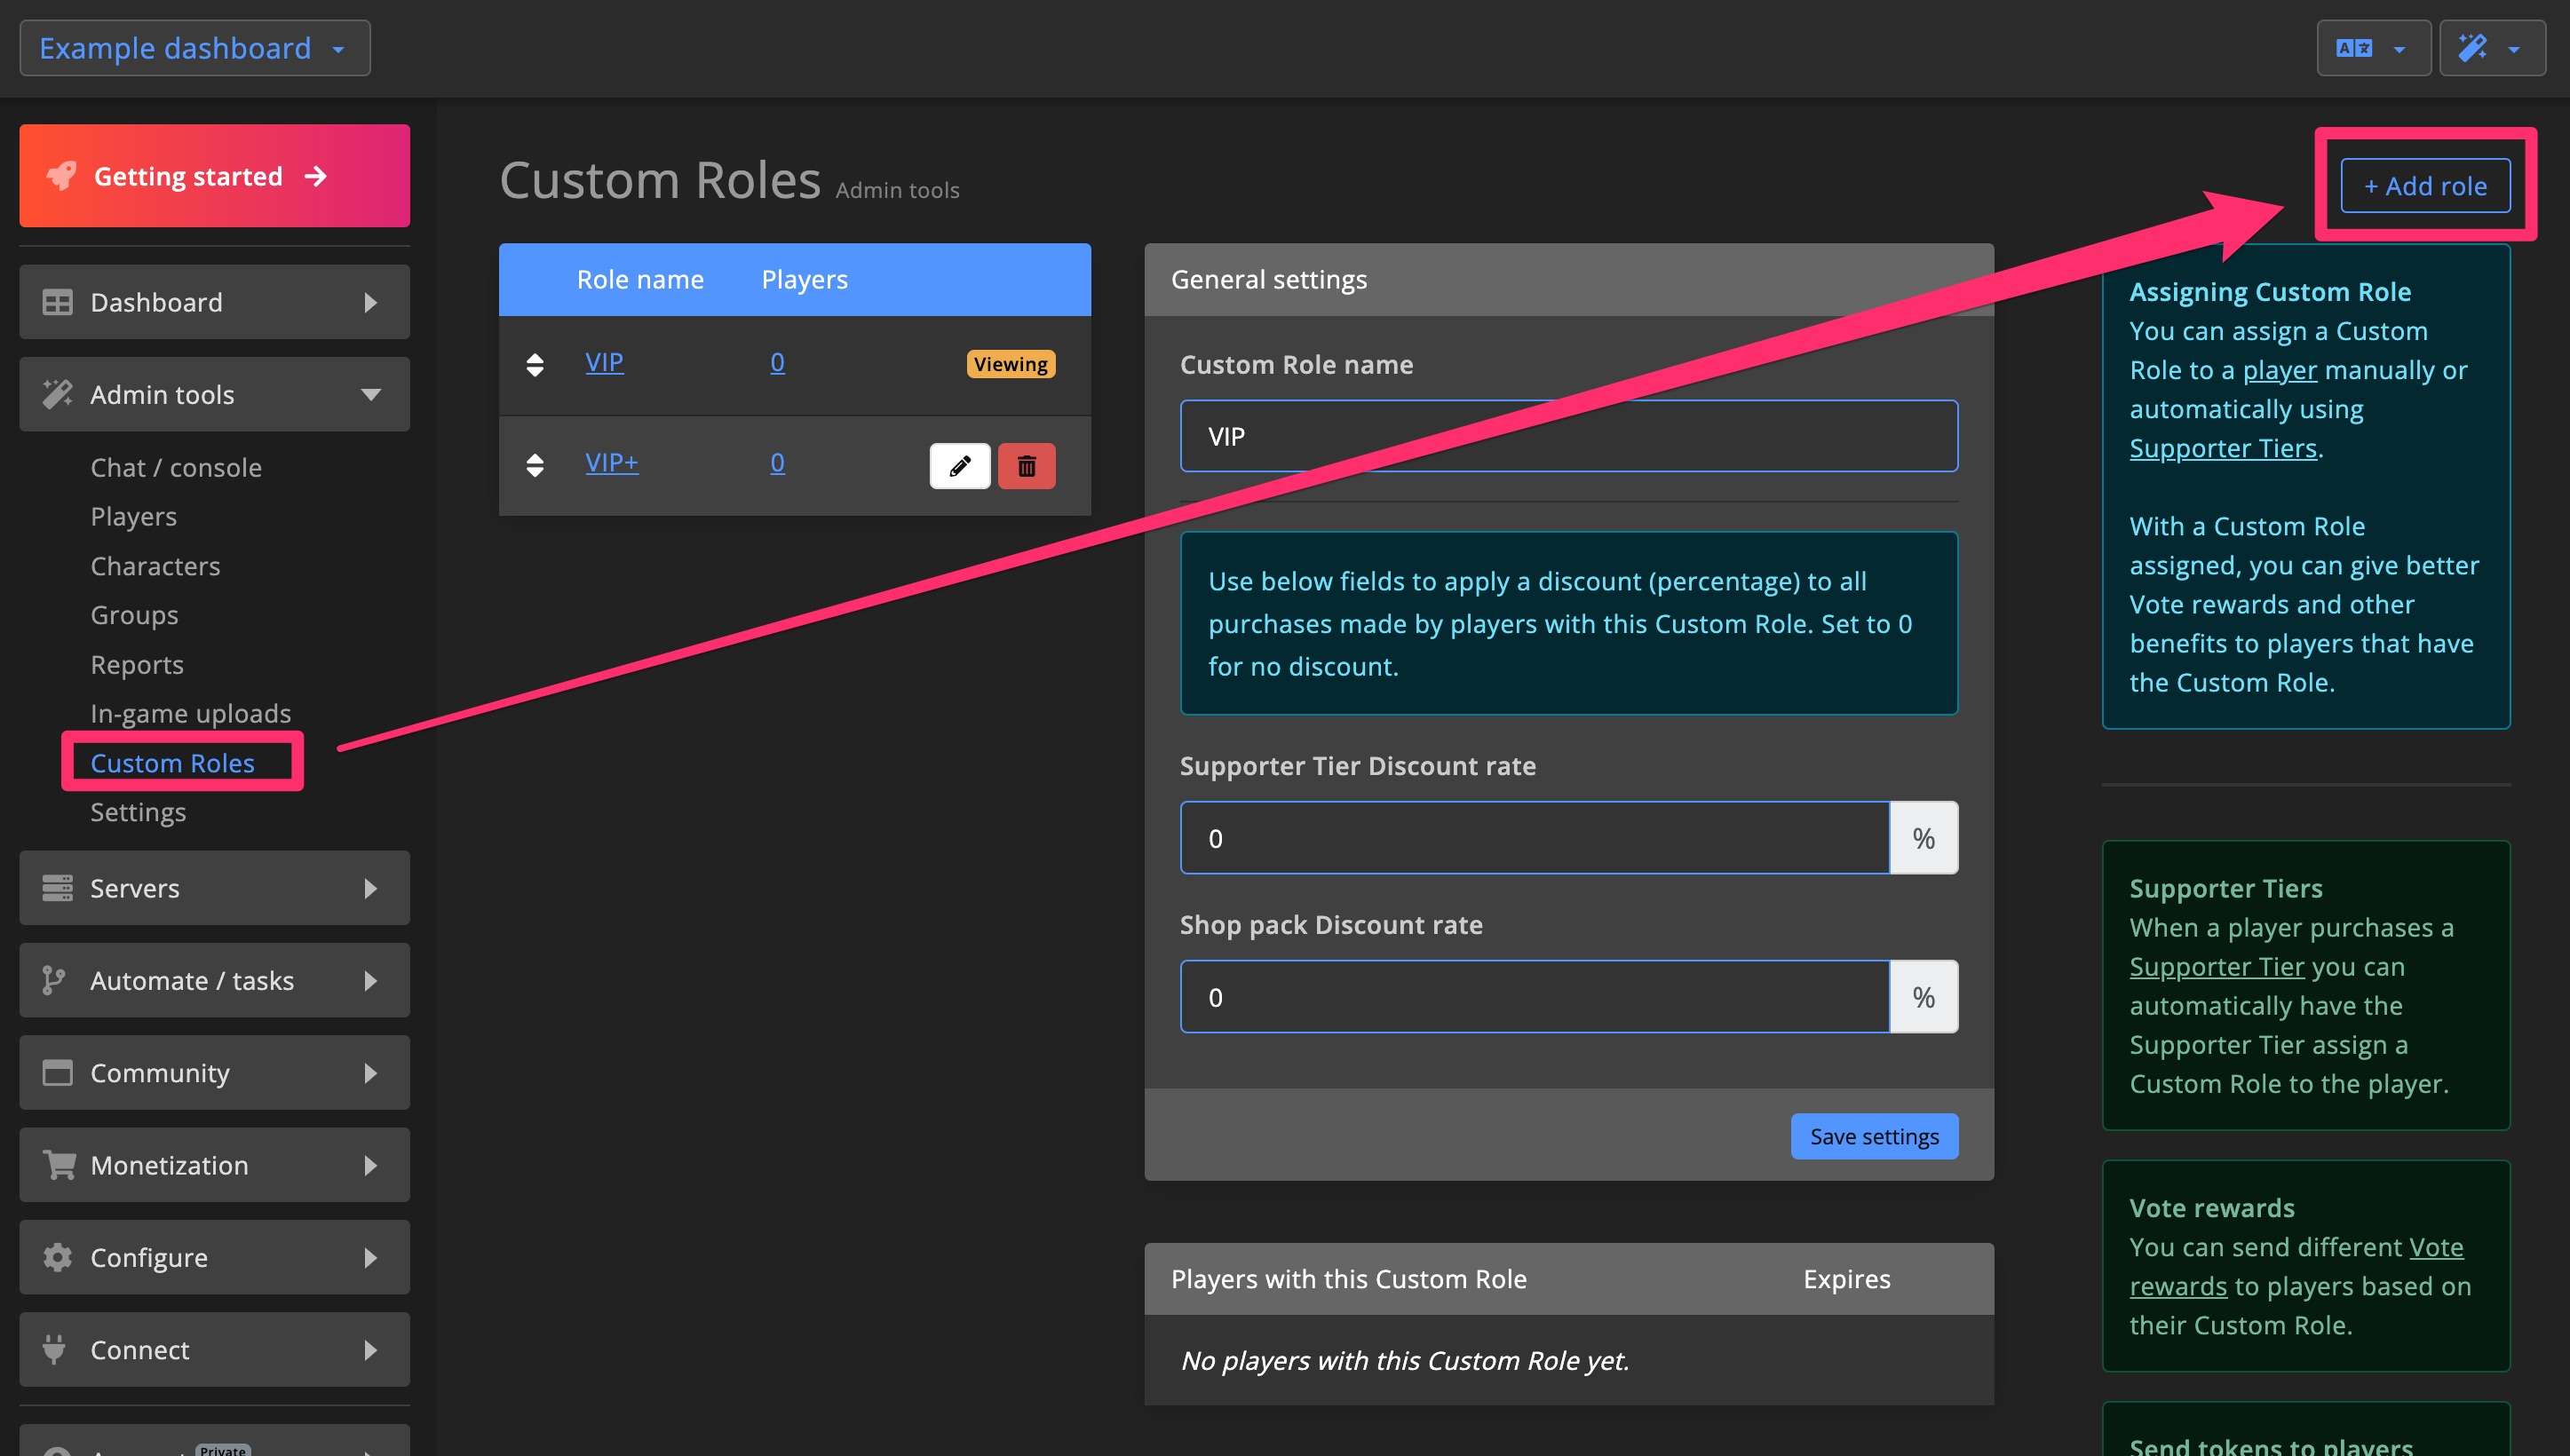 Example dashboard
Getting started
Dashboard
Admin tools
Chat / console
Players
Characters
Groups
Reports
In-game uploads
Custom Roles
Settings
Servers
Automate / tasks
Community
Monetization
Configure
Connect
Private
Custom Roles Admin tools
+ Add role
Role name Players
VIP 0 Viewing
VIP+ 0
General settings
Custom Role name
VIP
Use below fields to apply a discount (percentage) to all
purchases made by players with this Custom Role. Set to 0
for no discount.
Supporter Tier Discount rate
0 %
Shop pack Discount rate
0 %
Save settings
Players with this Custom Role Expires
No players with this Custom Role yet.
Assigning Custom Role
You can assign a Custom
Role to a player manually or
automatically using
Supporter Tiers.
With a Custom Role
assigned, you can give better
Vote rewards and other
benefits to players that have
the Custom Role.
Supporter Tiers
When a player purchases a
Supporter Tier you can
automatically have the
Supporter Tier assign a
Custom Role to the player.
Vote rewards
You can send different Vote
rewards to players based on
their Custom Role.
Send tokens to players